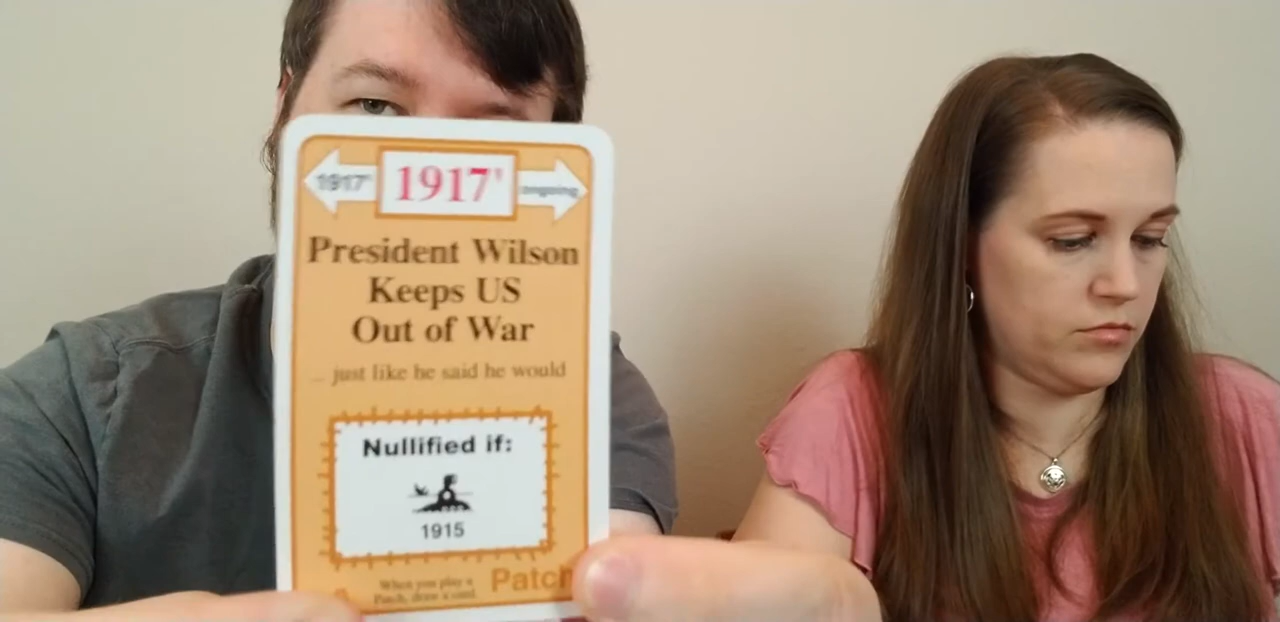 1917' 1917' ongoing
President Wilson
Keeps US
Out of War
... just like he said he would
Nullified if:
1915
When you play a
Patch, draw a card.
Patch